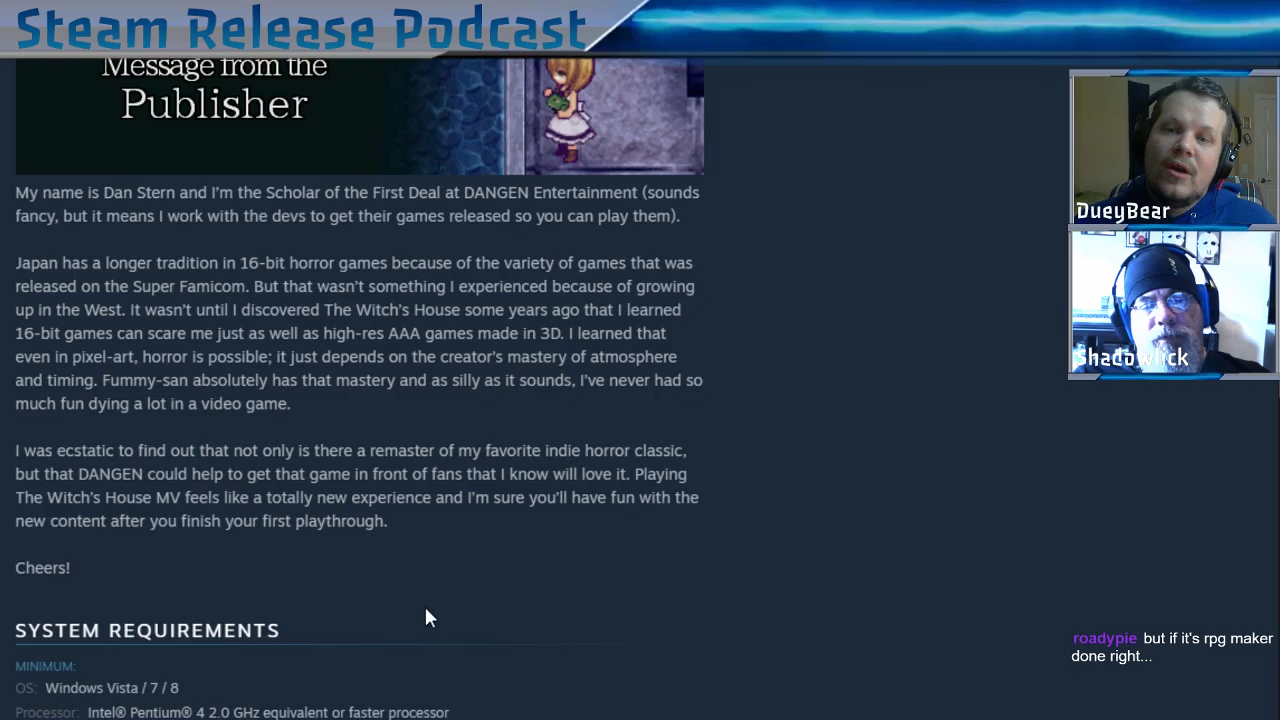 Steam Release Podcast
Message from the
Publisher
My name is Dan Stern and I'm the Scholar of the First Deal at DANGEN Entertainment (sounds
fancy, but it means I work with the devs to get their games released so you can play them).
Japan has a longer tradition in 16-bit horror games because of the variety of games that was
released on the Super Famicom. But that wasn't something I experienced because of growing
up in the West. It wasn't until I discovered The Witch's House some years ago that I learned
16-bit games can scare me just as well as high-res AAA games made in 3D. I learned that
even in pixel-art, horror is possible; it just depends on the creator's mastery of atmosphere
and timing. Fummy-san absolutely has that mastery and as silly as it sounds, I've never had so
much fun dying a lot in a video game.
I was ecstatic to find out that not only is there a remaster of my favorite indie horror classic,
but that DANGEN could help to get that game in front of fans that I know will love it. Playing
The Witch's House MV feels like a totally new experience and I'm sure you'll have fun with the
new content after you finish your first playthrough.
Cheers!
SYSTEM REQUIREMENTS
MINIMUM:
OS: Windows Vista / 7 / 8
Processor: Intel® Pentium® 4 2.0 GHz equivalent or faster processor
DueyBear
Shadowlick
roadypie but if it's rpg maker
done right...